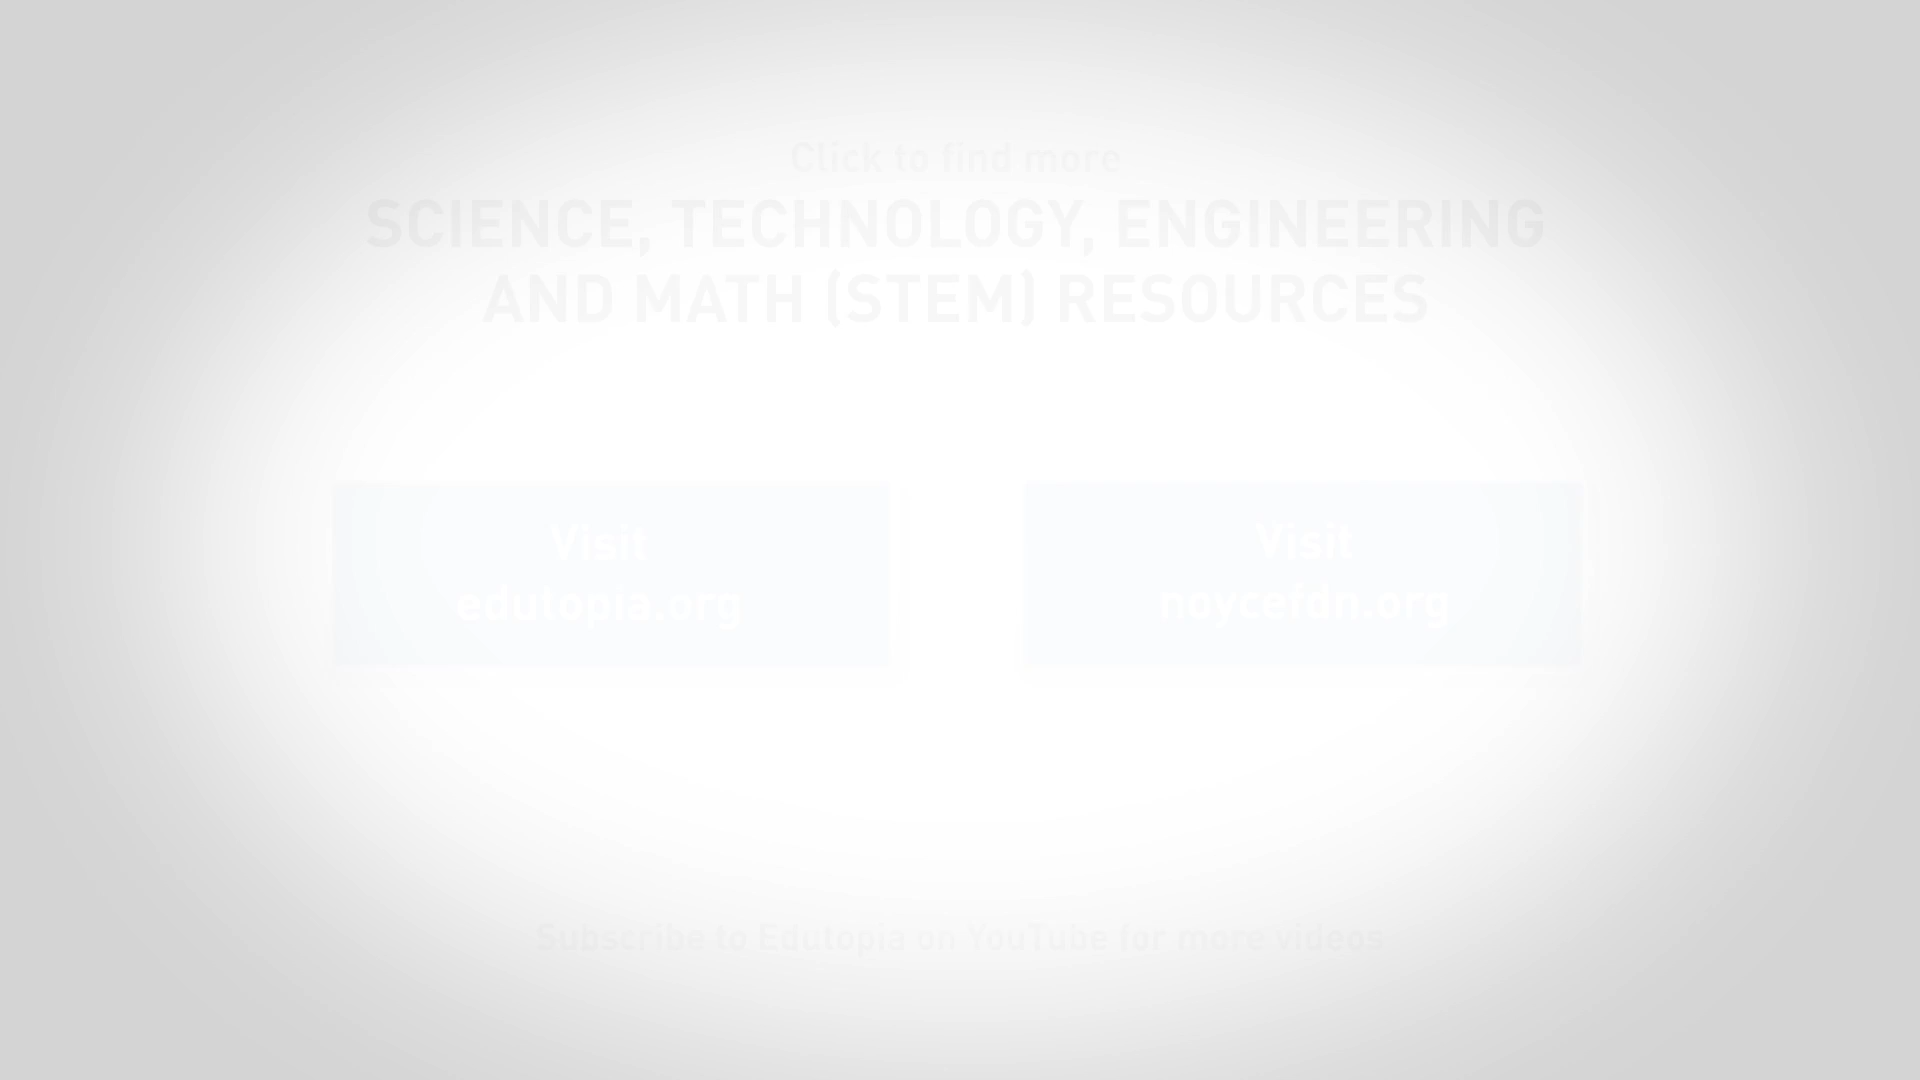 Click to find more
SCIENCE, TECHNOLOGY, ENGINEERING
AND MATH (STEM) RESOURCES
Visit
edutopia.org
Visit
noycefdn.org
Subscribe to Edutopia on YouTube for more videos